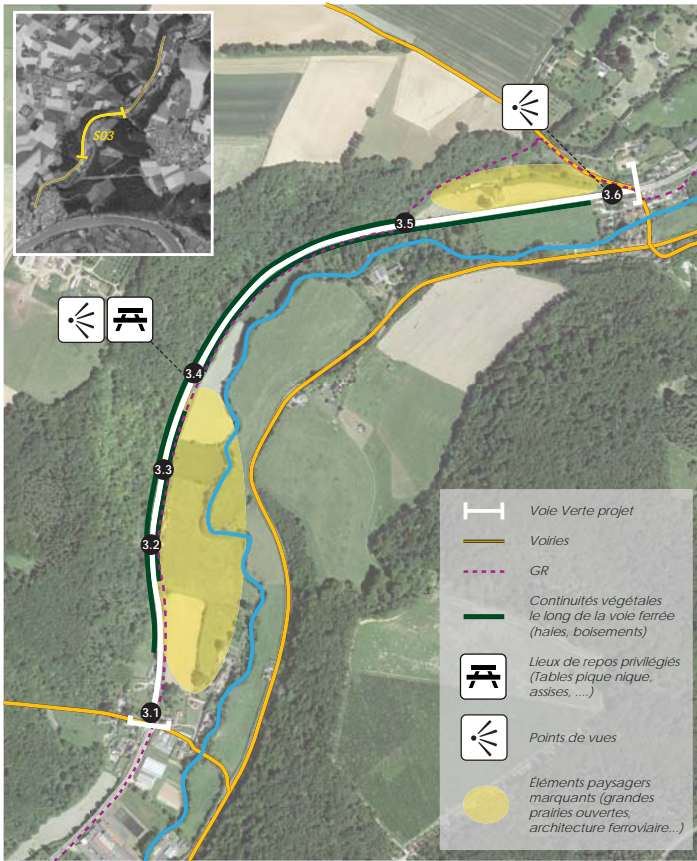 S03
3.6
3.5
3.4
3.3
3.2
3.1
Voie Verte projet
Voiries
GR
Continuités végétales
le long de la voie ferrée
(haies, boisements)
Lieux de repos privilégiés
(Tables pique nique,
assises, ....)
Points de vues
Éléments paysagers
marquants (grandes
prairies ouvertes,
architecture ferroviaire...)